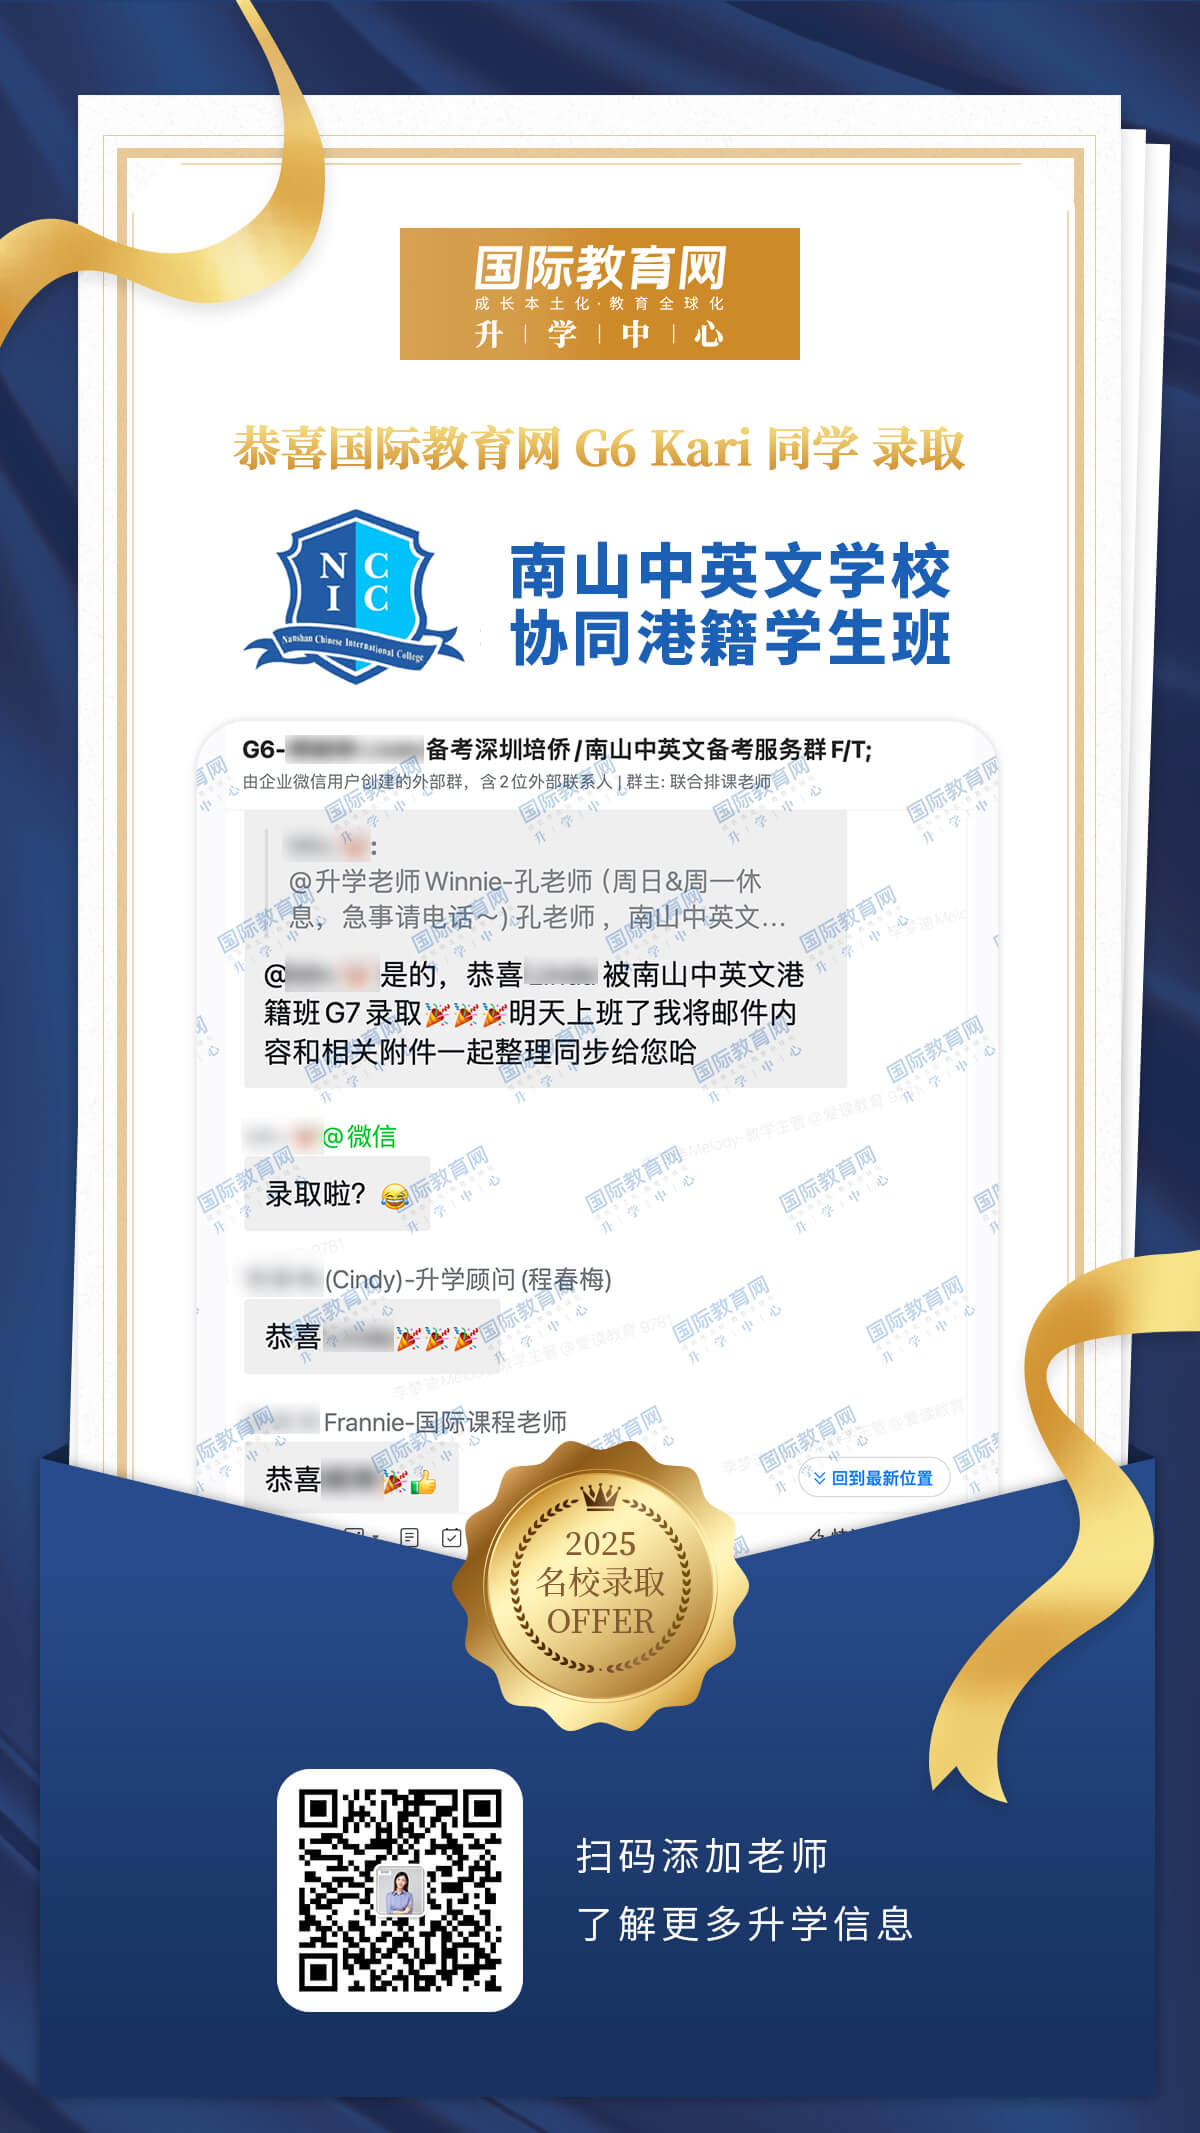 国际教育网
成长本土化·教育全球化
升|学|中|心
恭喜国际教育网 G6 Kari 同学 录取
N C
I C
Nanshan Chinese International College
南山中英文学校
协同港籍学生班
G6-备考深圳培侨/南山中英文备考服务群F/T;
由企业微信用户创建的外部群，含2位外部联系人 | 群主: 联合排课老师
:
@升学老师Winnie-孔老师（周日&周一休
息，急事请电话～) 孔老师 ，南山中英文...
@是的，恭喜 被南山中英文港
籍班G7录取🎉🎉🎉明天上班了我将邮件内
容和相关附件一起整理同步给您哈
@微信
录取啦？😂
(Cindy)-升学顾问(程春梅)
恭喜🎉🎉🎉
Frannie-国际课程老师
恭喜🎉👍
回到最新位置
2025
名校录取
OFFER
扫码添加老师
了解更多升学信息